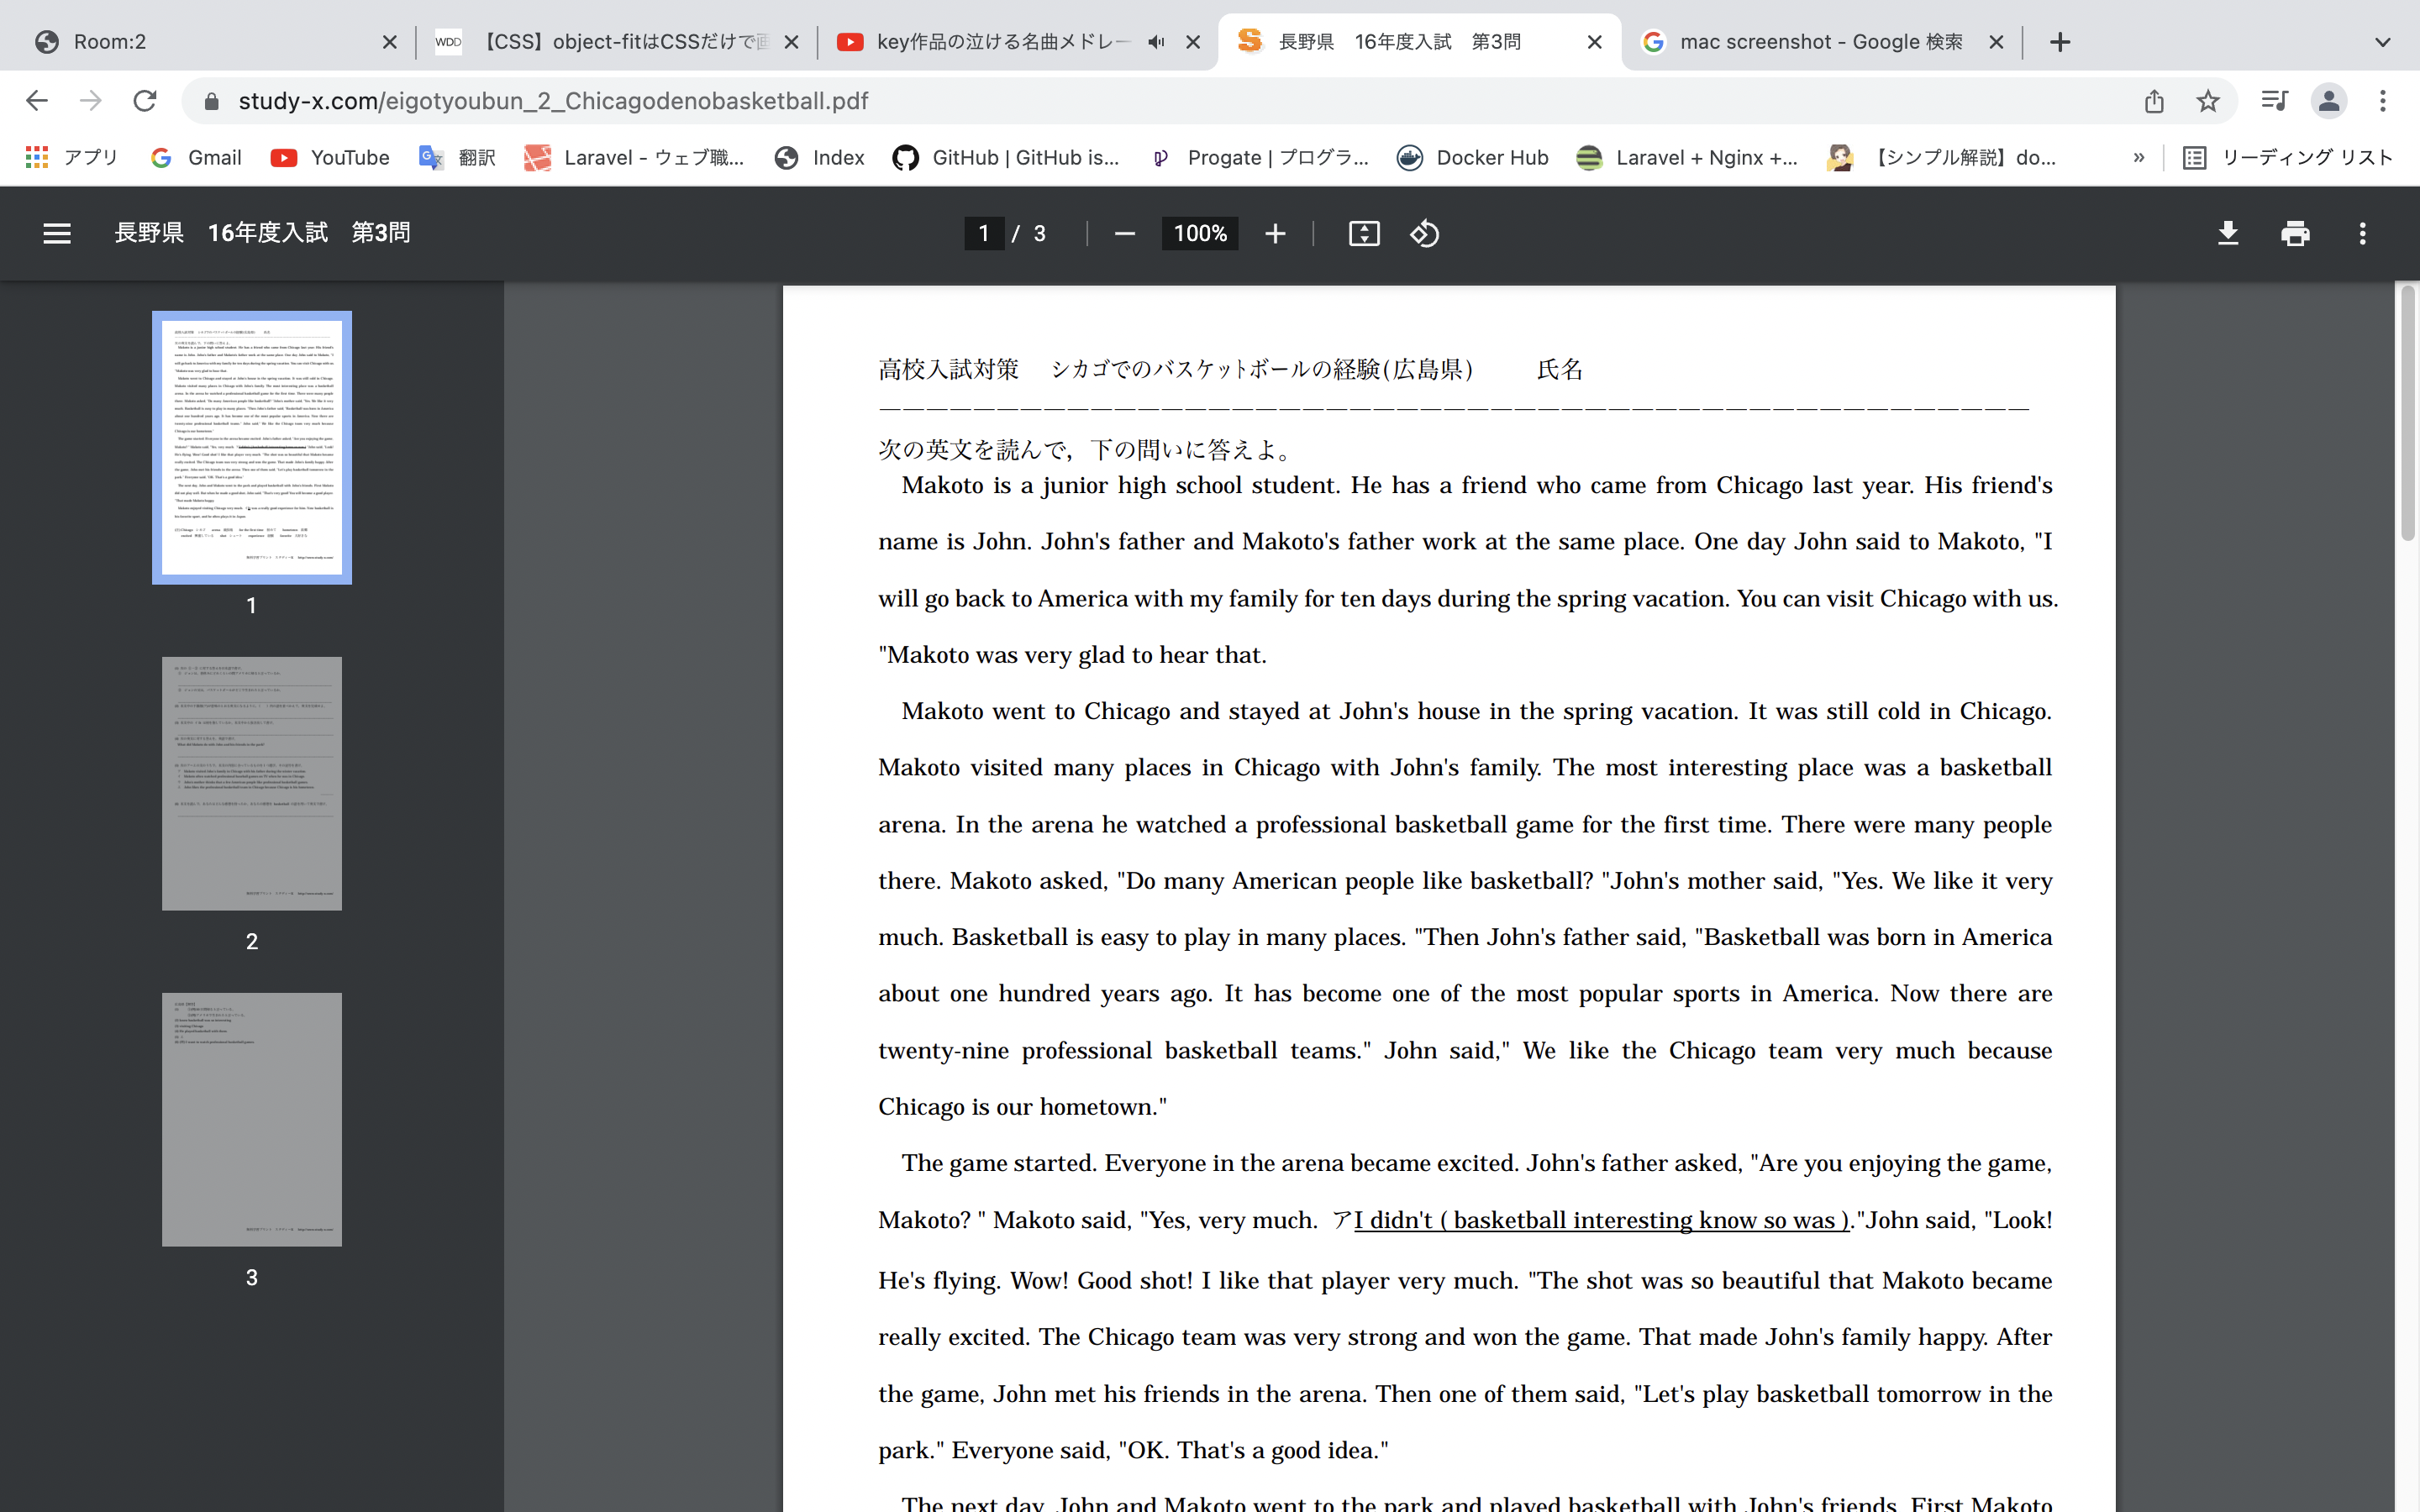 Room:2
WDD 【CSS】object-fitはCSSだけで
key作品の泣ける名曲メドレー
長野県　16年度入試　第3問
mac screenshot - Google 検索
study-x.com/eigotyoubun_2_Chicagodenobasketball.pdf
アプリ
Gmail
YouTube
翻訳
Laravel - ウェブ職...
Index
GitHub | GitHub is...
Progate | プログラ...
Docker Hub
Laravel + Nginx +...
【シンプル解説】do...
»
リーディング リスト
長野県　16年度入試　第3問
1 / 3
100%
1
2
3
高校入試対策　シカゴでのバスケットボールの経験(広島県)　　氏名
次の英文を読んで，下の問いに答えよ。
Makoto is a junior high school student. He has a friend who came from Chicago last year. His friend's
name is John. John's father and Makoto's father work at the same place. One day John said to Makoto, "I
will go back to America with my family for ten days during the spring vacation. You can visit Chicago with us.
"Makoto was very glad to hear that.
Makoto went to Chicago and stayed at John's house in the spring vacation. It was still cold in Chicago.
Makoto visited many places in Chicago with John's family. The most interesting place was a basketball
arena. In the arena he watched a professional basketball game for the first time. There were many people
there. Makoto asked, "Do many American people like basketball? "John's mother said, "Yes. We like it very
much. Basketball is easy to play in many places. "Then John's father said, "Basketball was born in America
about one hundred years ago. It has become one of the most popular sports in America. Now there are
twenty-nine professional basketball teams." John said," We like the Chicago team very much because
Chicago is our hometown."
The game started. Everyone in the arena became excited. John's father asked, "Are you enjoying the game,
Makoto? " Makoto said, "Yes, very much. アI didn't ( basketball interesting know so was )."John said, "Look!
He's flying. Wow! Good shot! I like that player very much. "The shot was so beautiful that Makoto became
really excited. The Chicago team was very strong and won the game. That made John's family happy. After
the game, John met his friends in the arena. Then one of them said, "Let's play basketball tomorrow in the
park." Everyone said, "OK. That's a good idea."
The next day, John and Makoto went to the park and played basketball with John's friends. First Makoto